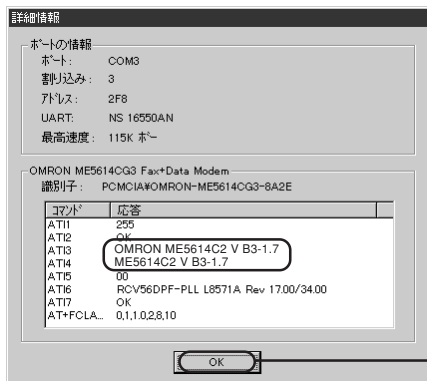 詳細情報
ポートの情報
ポート: COM3
割り込み: 3
アドレス: 2F8
UART: NS 16550AN
最高速度: 115K ボー
OMRON ME5614CG3 Fax+Data Modem
識別子: PCMCIA¥OMRON-ME5614CG3-8A2E
コマンド 応答
ATI1 255
ATI2 OK
ATI3 OMRON ME5614C2 V B3-1.7
ATI4 ME5614C2 V B3-1.7
ATI5 00
ATI6 RCV56DPF-PLL L8571A Rev 17.00/34.00
ATI7 OK
AT+FCLA... 0,1,1.0,2,8,10
OK